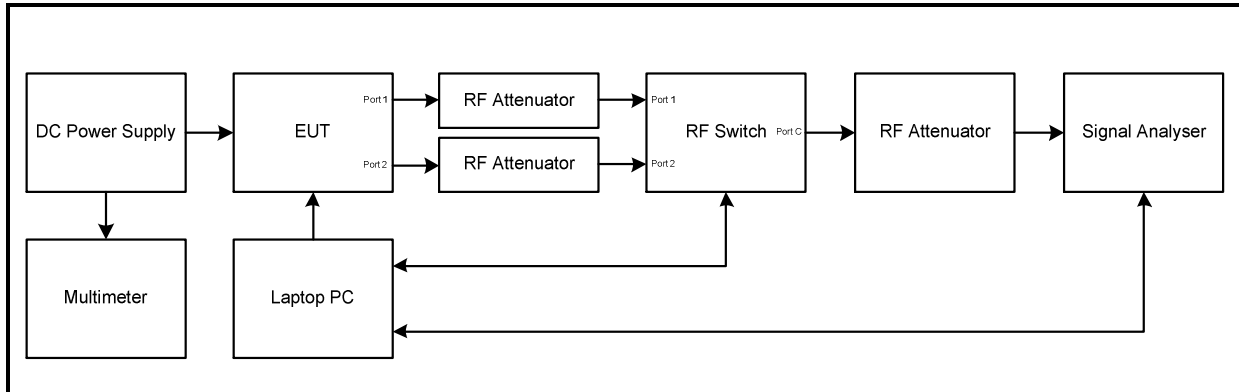 DC Power Supply
EUT
Port 1
Port 2
RF Attenuator
RF Attenuator
Port 1
Port 2
RF Switch
Port C
RF Attenuator
Signal Analyser
Multimeter
Laptop PC